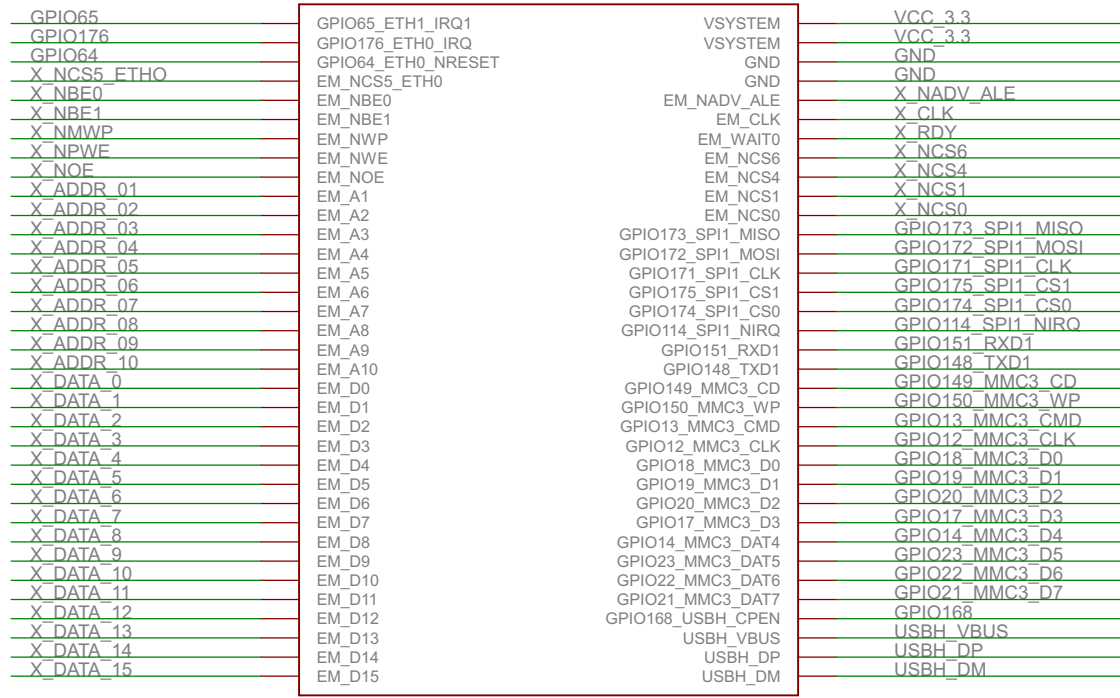 GPIO65 GPIO65_ETH1_IRQ1 VSYSTEM VCC_3.3
GPIO176 GPIO176_ETH0_IRQ VSYSTEM VCC_3.3
GPIO64 GPIO64_ETH0_NRESET GND GND
X_NCS5_ETHO EM_NCS5_ETH0 GND GND
X_NBE0 EM_NBE0 EM_NADV_ALE X_NADV_ALE
X_NBE1 EM_NBE1 EM_CLK X_CLK
X_NMWP EM_NWP EM_WAIT0 X_RDY
X_NPWE EM_NWE EM_NCS6 X_NCS6
X_NOE EM_NOE EM_NCS4 X_NCS4
X_ADDR_01 EM_A1 EM_NCS1 X_NCS1
X_ADDR_02 EM_A2 EM_NCS0 X_NCS0
X_ADDR_03 EM_A3 GPIO173_SPI1_MISO GPIO173_SPI1_MISO
X_ADDR_04 EM_A4 GPIO172_SPI1_MOSI GPIO172_SPI1_MOSI
X_ADDR_05 EM_A5 GPIO171_SPI1_CLK GPIO171_SPI1_CLK
X_ADDR_06 EM_A6 GPIO175_SPI1_CS1 GPIO175_SPI1_CS1
X_ADDR_07 EM_A7 GPIO174_SPI1_CS0 GPIO174_SPI1_CS0
X_ADDR_08 EM_A8 GPIO114_SPI1_NIRQ GPIO114_SPI1_NIRQ
X_ADDR_09 EM_A9 GPIO151_RXD1 GPIO151_RXD1
X_ADDR_10 EM_A10 GPIO148_TXD1 GPIO148_TXD1
X_DATA_0 EM_D0 GPIO149_MMC3_CD GPIO149_MMC3_CD
X_DATA_1 EM_D1 GPIO150_MMC3_WP GPIO150_MMC3_WP
X_DATA_2 EM_D2 GPIO13_MMC3_CMD GPIO13_MMC3_CMD
X_DATA_3 EM_D3 GPIO12_MMC3_CLK GPIO12_MMC3_CLK
X_DATA_4 EM_D4 GPIO18_MMC3_D0 GPIO18_MMC3_D0
X_DATA_5 EM_D5 GPIO19_MMC3_D1 GPIO19_MMC3_D1
X_DATA_6 EM_D6 GPIO20_MMC3_D2 GPIO20_MMC3_D2
X_DATA_7 EM_D7 GPIO17_MMC3_D3 GPIO17_MMC3_D3
X_DATA_8 EM_D8 GPIO14_MMC3_DAT4 GPIO14_MMC3_D4
X_DATA_9 EM_D9 GPIO23_MMC3_DAT5 GPIO23_MMC3_D5
X_DATA_10 EM_D10 GPIO22_MMC3_DAT6 GPIO22_MMC3_D6
X_DATA_11 EM_D11 GPIO21_MMC3_DAT7 GPIO21_MMC3_D7
X_DATA_12 EM_D12 GPIO168_USBH_CPEN GPIO168
X_DATA_13 EM_D13 USBH_VBUS USBH_VBUS
X_DATA_14 EM_D14 USBH_DP USBH_DP
X_DATA_15 EM_D15 USBH_DM USBH_DM